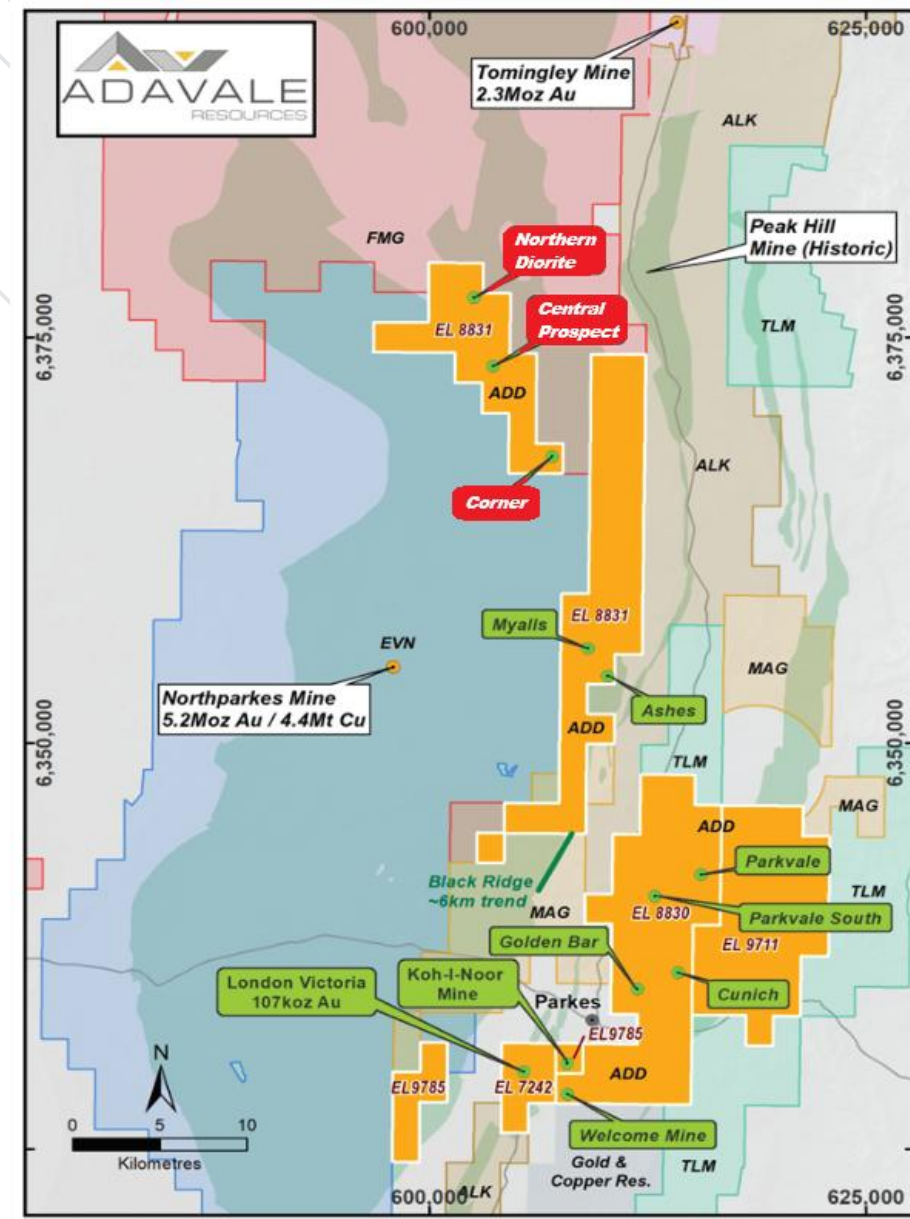 600,000
625,000
ADAVALE
RESOURCES
Tomingley Mine
2.3Moz Au
ALK
FMG
Northern
Diorite
Peak Hill
Mine (Historic)
6,375,000
6,375,000
EL 8831
Central
Prospect
TLM
ADD
ALK
Corner
EL 8831
Myalls
EVN
MAG
Northparkes Mine
5.2Moz Au / 4.4Mt Cu
Ashes
ADD
6,350,000
6,350,000
TLM
MAG
ADD
Parkvale
Black Ridge
~6km trend
TLM
MAG
EL 8830
Parkvale South
Golden Bar
EL 9711
London Victoria
107koz Au
Koh-I-Noor
Mine
Cunich
Parkes
EL9785
N
ADD
EL9785
EL 7242
0 5 10
Kilometres
Welcome Mine
Gold &
Copper Res.
TLM
ALK
600,000
625,000